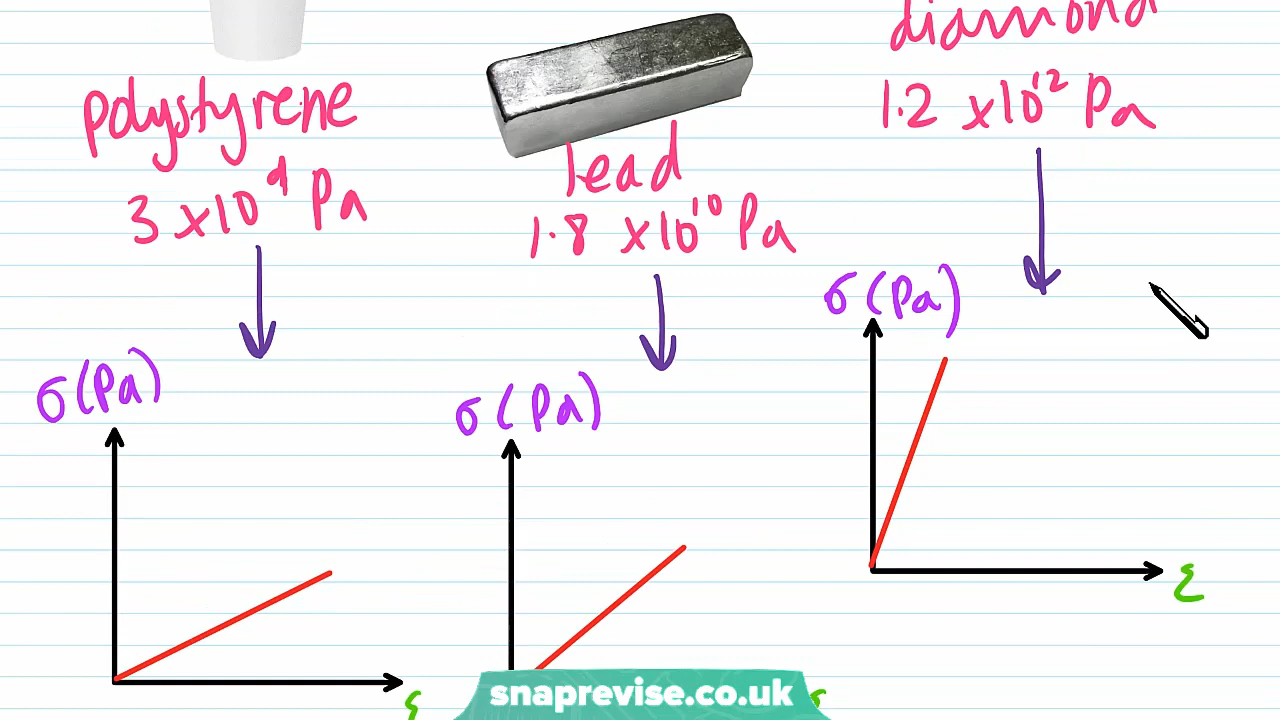 polystyrene
3 x10⁹ Pa
lead
1.8 x10¹⁰ Pa
diamond
1.2 x10¹² Pa
σ (Pa)
σ (Pa)
σ (Pa)
ε
ε
snaprevise.co.uk